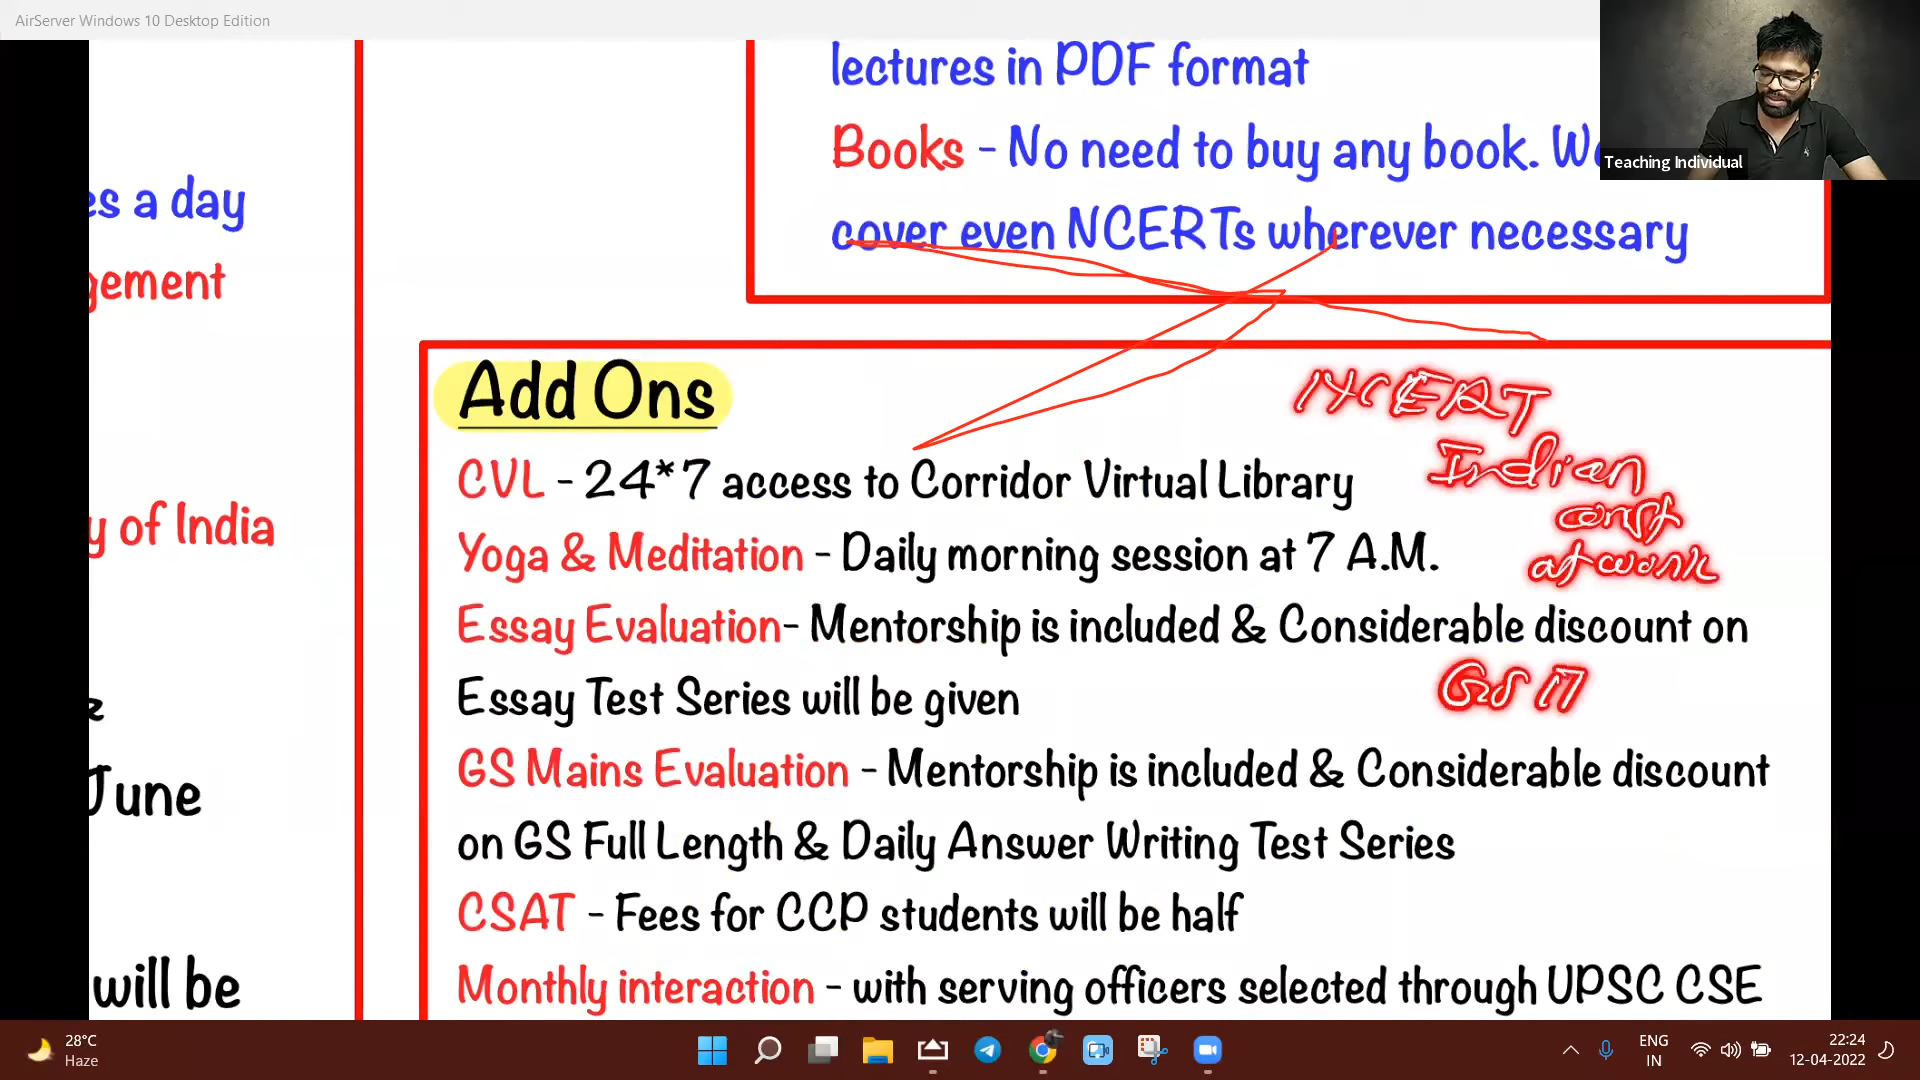 AirServer Windows 10 Desktop Edition
lectures in PDF format
Books - No need to buy any book. We
cover even NCERTs wherever necessary
Teaching Individual
es a day
gement
y of India
June
will be
Add Ons
CVL - 24*7 access to Corridor Virtual Library
Yoga & Meditation - Daily morning session at 7 A.M.
Essay Evaluation- Mentorship is included & Considerable discount on
Essay Test Series will be given
GS Mains Evaluation - Mentorship is included & Considerable discount
on GS Full Length & Daily Answer Writing Test Series
CSAT - Fees for CCP students will be half
Monthly interaction - with serving officers selected through UPSC CSE
NCERT
Indian
const
at work
GS II
28°C
Haze
ENG
IN
22:24
12-04-2022